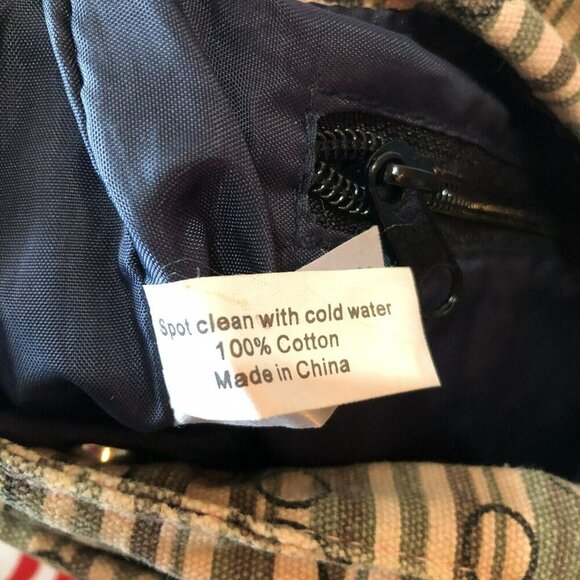 Spot clean with cold water
100% Cotton
Made in China